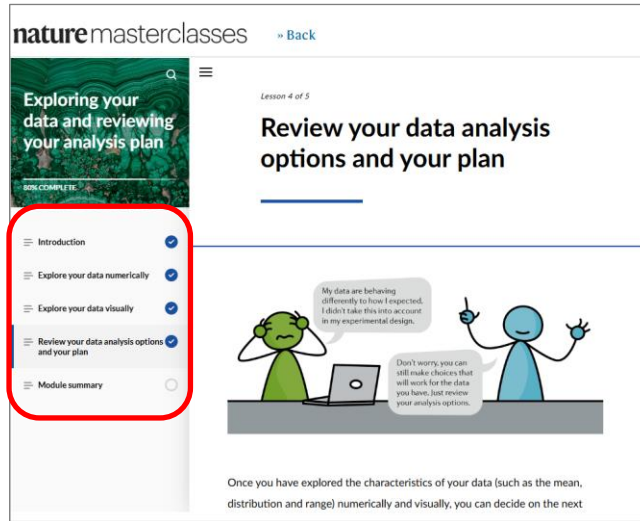 nature masterclasses » Back
Exploring your
data and reviewing
your analysis plan
80% COMPLETE
Introduction
Explore your data numerically
Explore your data visually
Review your data analysis options
and your plan
Module summary
Lesson 4 of 5
Review your data analysis
options and your plan
My data are behaving
differently to how I expected,
I didn't take this into account
in my experimental design.
Don't worry, you can
still make choices that
will work for the data
you have. Just review
your analysis options.
Once you have explored the characteristics of your data (such as the mean,
distribution and range) numerically and visually, you can decide on the next